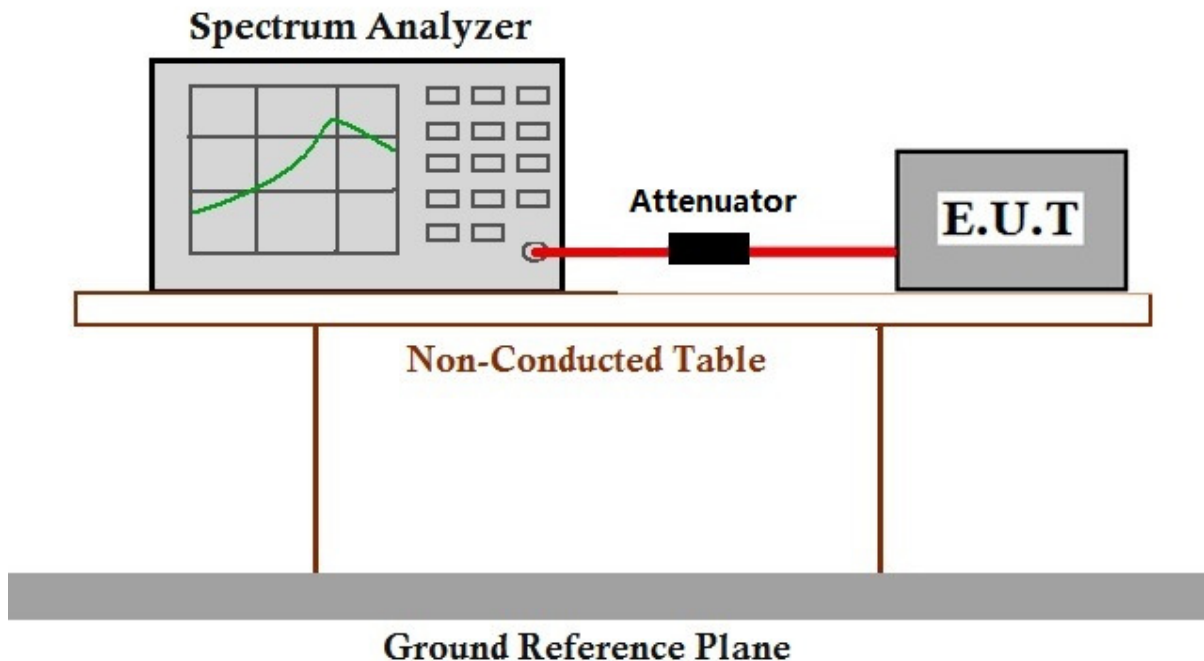 Spectrum Analyzer
Attenuator
E.U.T
Non-Conducted Table
Ground Reference Plane